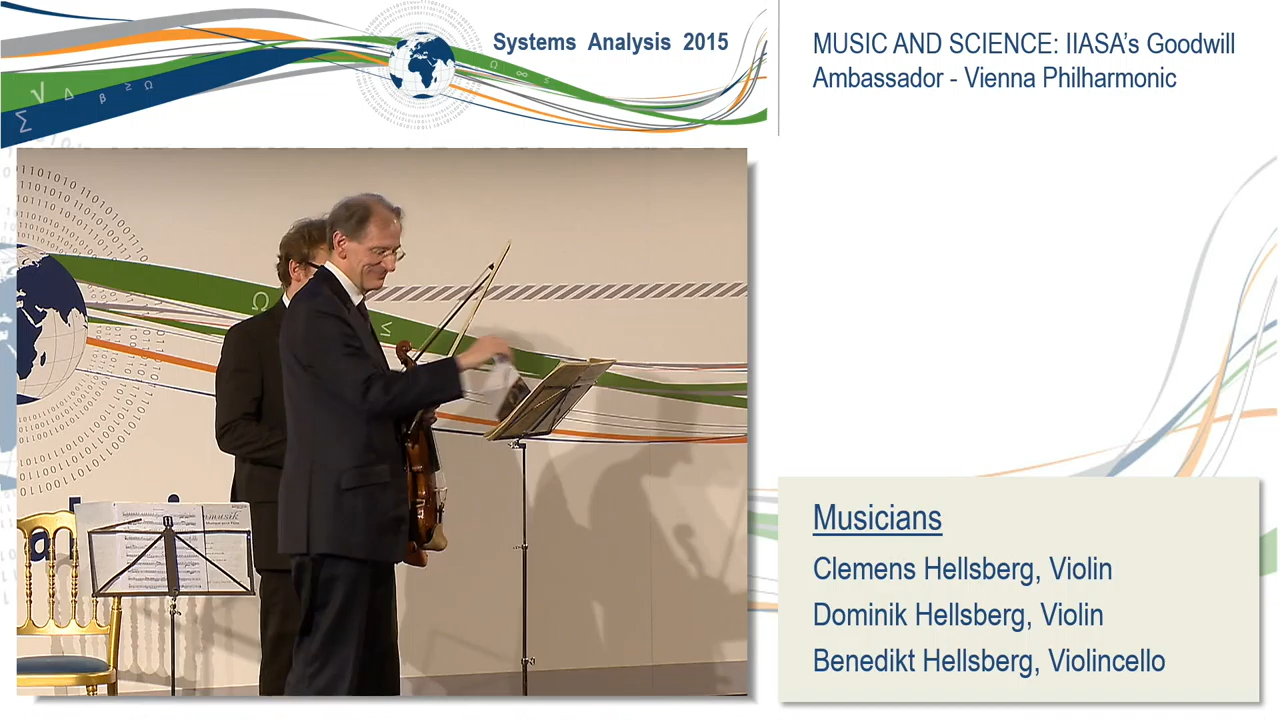 Systems Analysis 2015
MUSIC AND SCIENCE: IIASA's Goodwill
Ambassador - Vienna Philharmonic
Musicians
Clemens Hellsberg, Violin
Dominik Hellsberg, Violin
Benedikt Hellsberg, Violincello